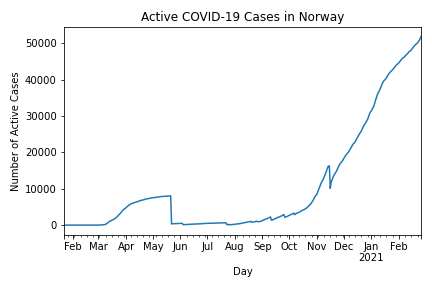 Active COVID-19 Cases in Norway
Number of Active Cases
50000
40000
30000
20000
10000
0
Feb Mar Apr May Jun Jul Aug Sep Oct Nov Dec Jan Feb
2021
Day